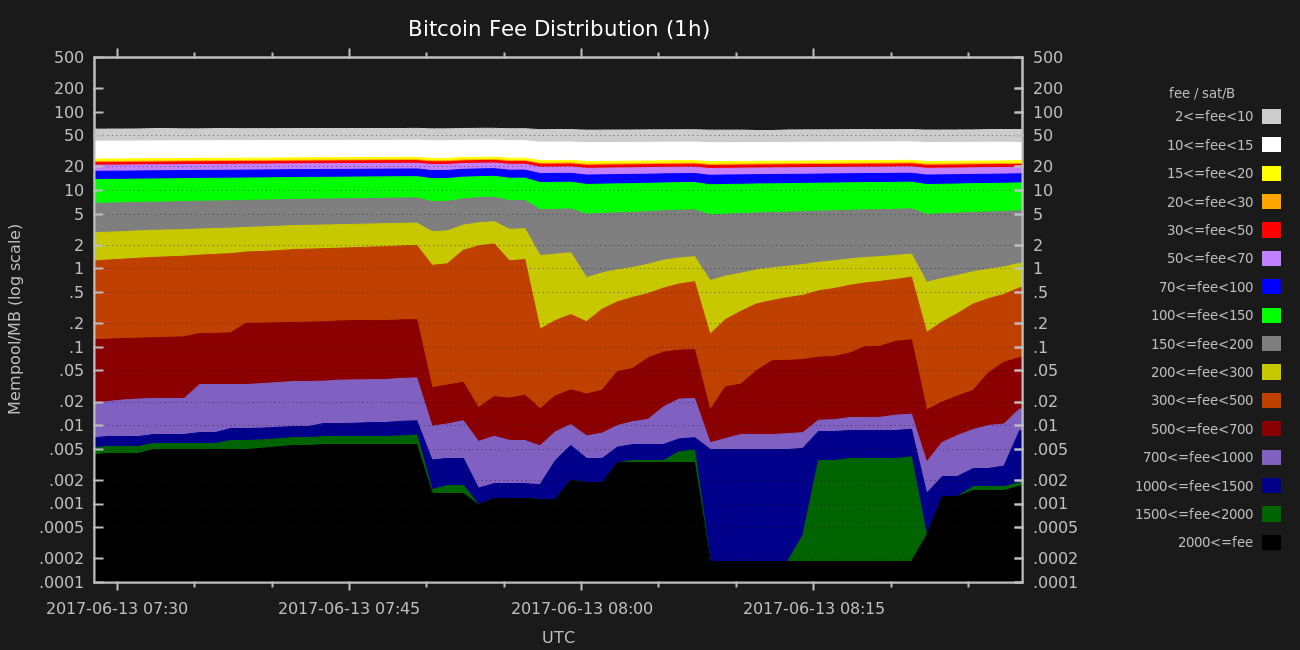 Bitcoin Fee Distribution (1h)
Mempool/MB (log scale)
500
200
100
50
20
10
5
2
1
.5
.2
.1
.05
.02
.01
.005
.002
.001
.0005
.0002
.0001
500
200
100
50
20
10
5
2
1
.5
.2
.1
.05
.02
.01
.005
.002
.001
.0005
.0002
.0001
2017-06-13 07:30
2017-06-13 07:45
2017-06-13 08:00
2017-06-13 08:15
UTC
fee / sat/B
2<=fee<10
10<=fee<15
15<=fee<20
20<=fee<30
30<=fee<50
50<=fee<70
70<=fee<100
100<=fee<150
150<=fee<200
200<=fee<300
300<=fee<500
500<=fee<700
700<=fee<1000
1000<=fee<1500
1500<=fee<2000
2000<=fee